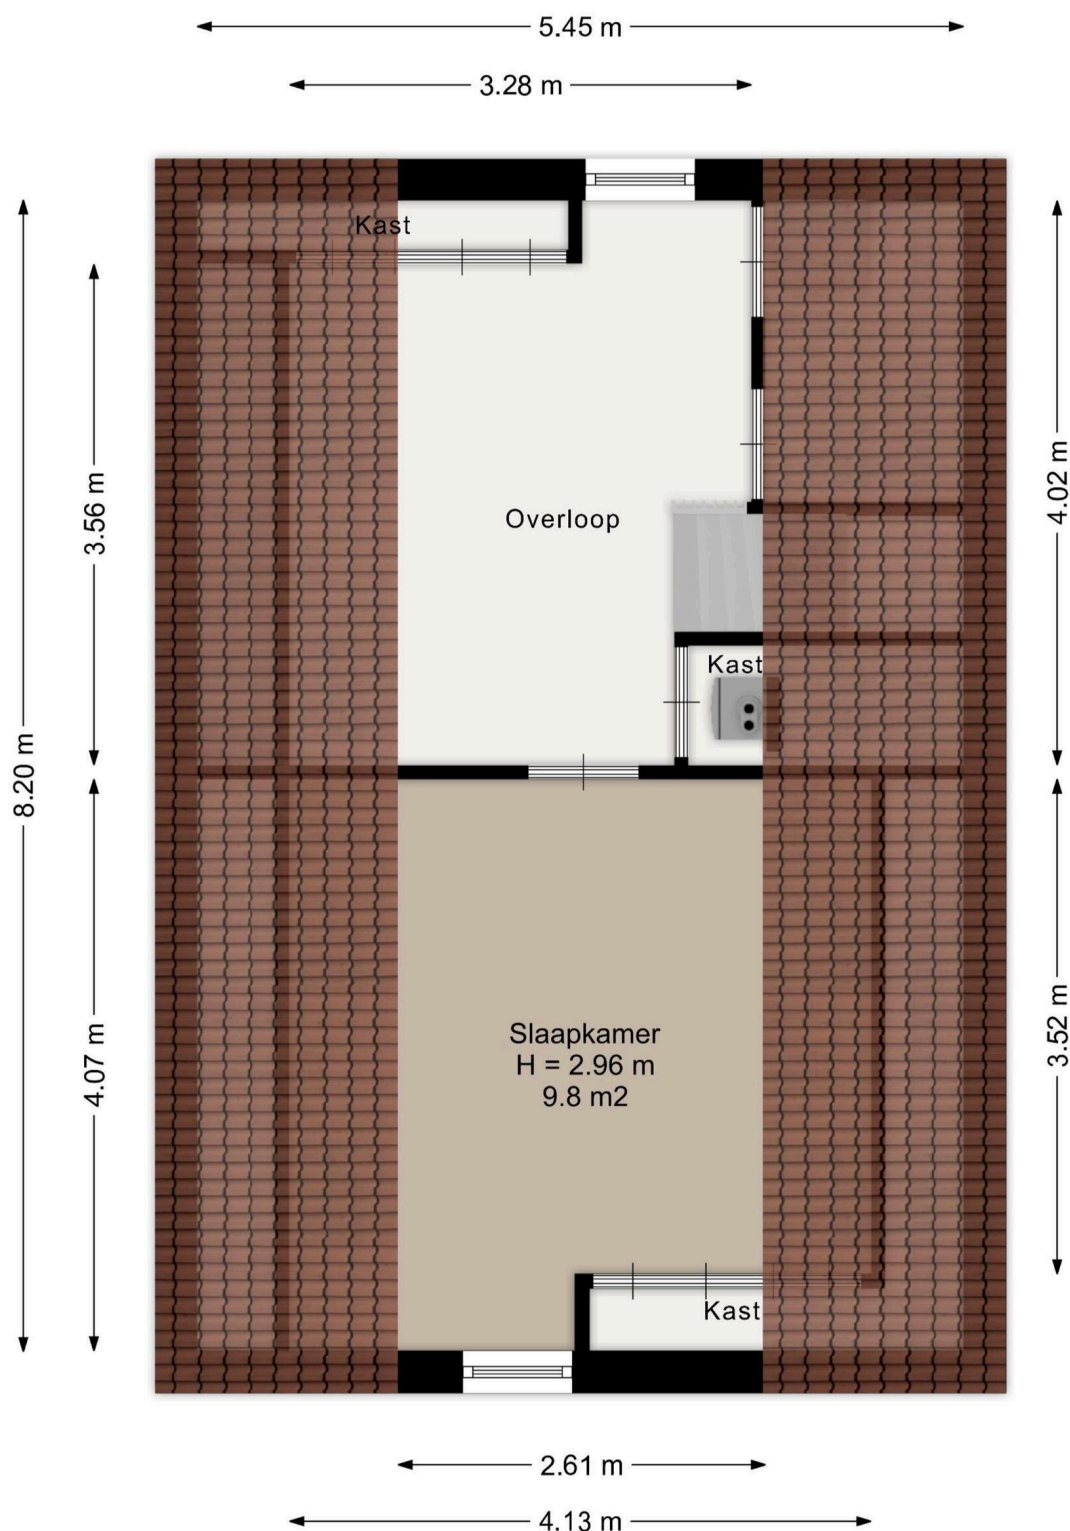 5.45 m
3.28 m
Kast
3.56 m
4.02 m
Overloop
Kast
8.20 m
4.07 m
3.52 m
Slaapkamer
H = 2.96 m
9.8 m2
Kast
2.61 m
4.13 m